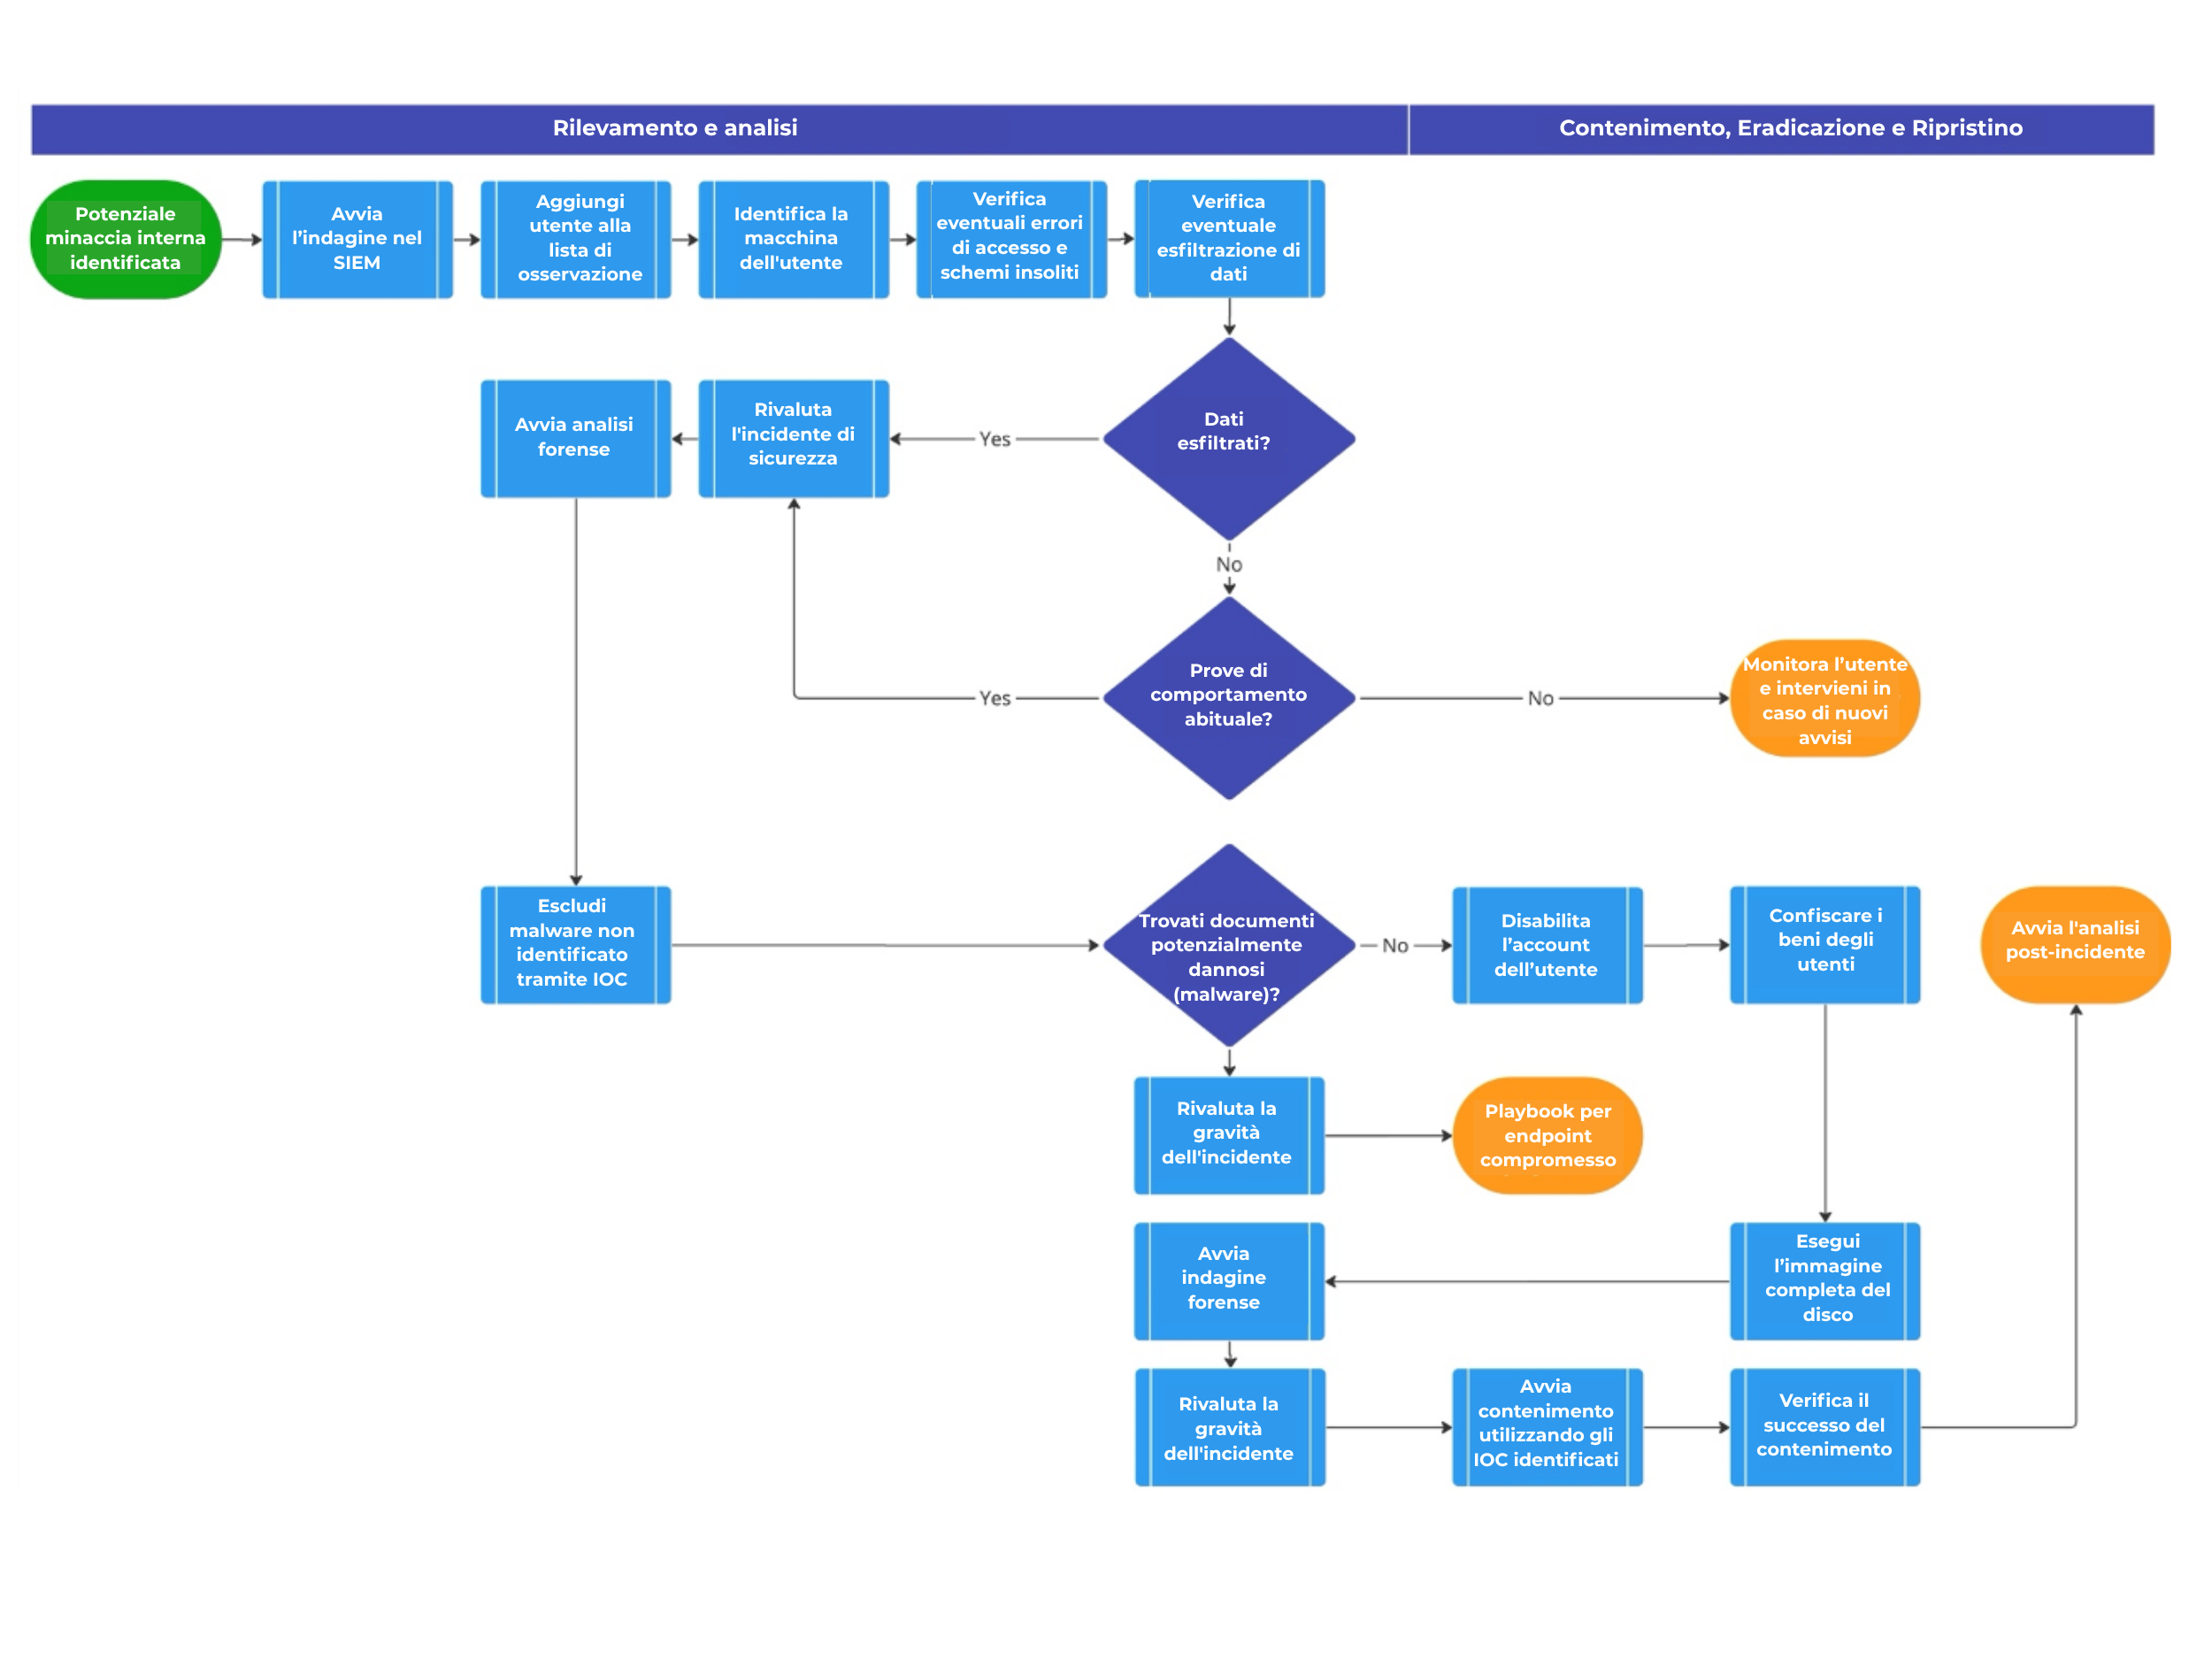 Rilevamento e analisi
Contenimento, Eradicazione e Ripristino
Potenziale
minaccia interna
identificata
Avvia
l’indagine nel
SIEM
Aggiungi
utente alla
lista di
osservazione
Identifica la
macchina
dell'utente
Verifica
eventuali errori
di accesso e
schemi insoliti
Verifica
eventuale
esfiltrazione di
dati
Avvia analisi
forense
Rivaluta
l'incidente di
sicurezza
Yes
Dati
esfiltrati?
No
Yes
Prove di
comportamento
abituale?
No
Monitora l’utente
e intervieni in
caso di nuovi
avvisi
Escludi
malware non
identificato
tramite IOC
Trovati documenti
potenzialmente
dannosi
(malware)?
No
Disabilita
l’account
dell’utente
Confiscare i
beni degli
utenti
Avvia l'analisi
post-incidente
Rivaluta la
gravità
dell'incidente
Playbook per
endpoint
compromesso
Avvia
indagine
forense
Esegui
l’immagine
completa del
disco
Rivaluta la
gravità
dell'incidente
Avvia
contenimento
utilizzando gli
IOC identificati
Verifica il
successo del
contenimento